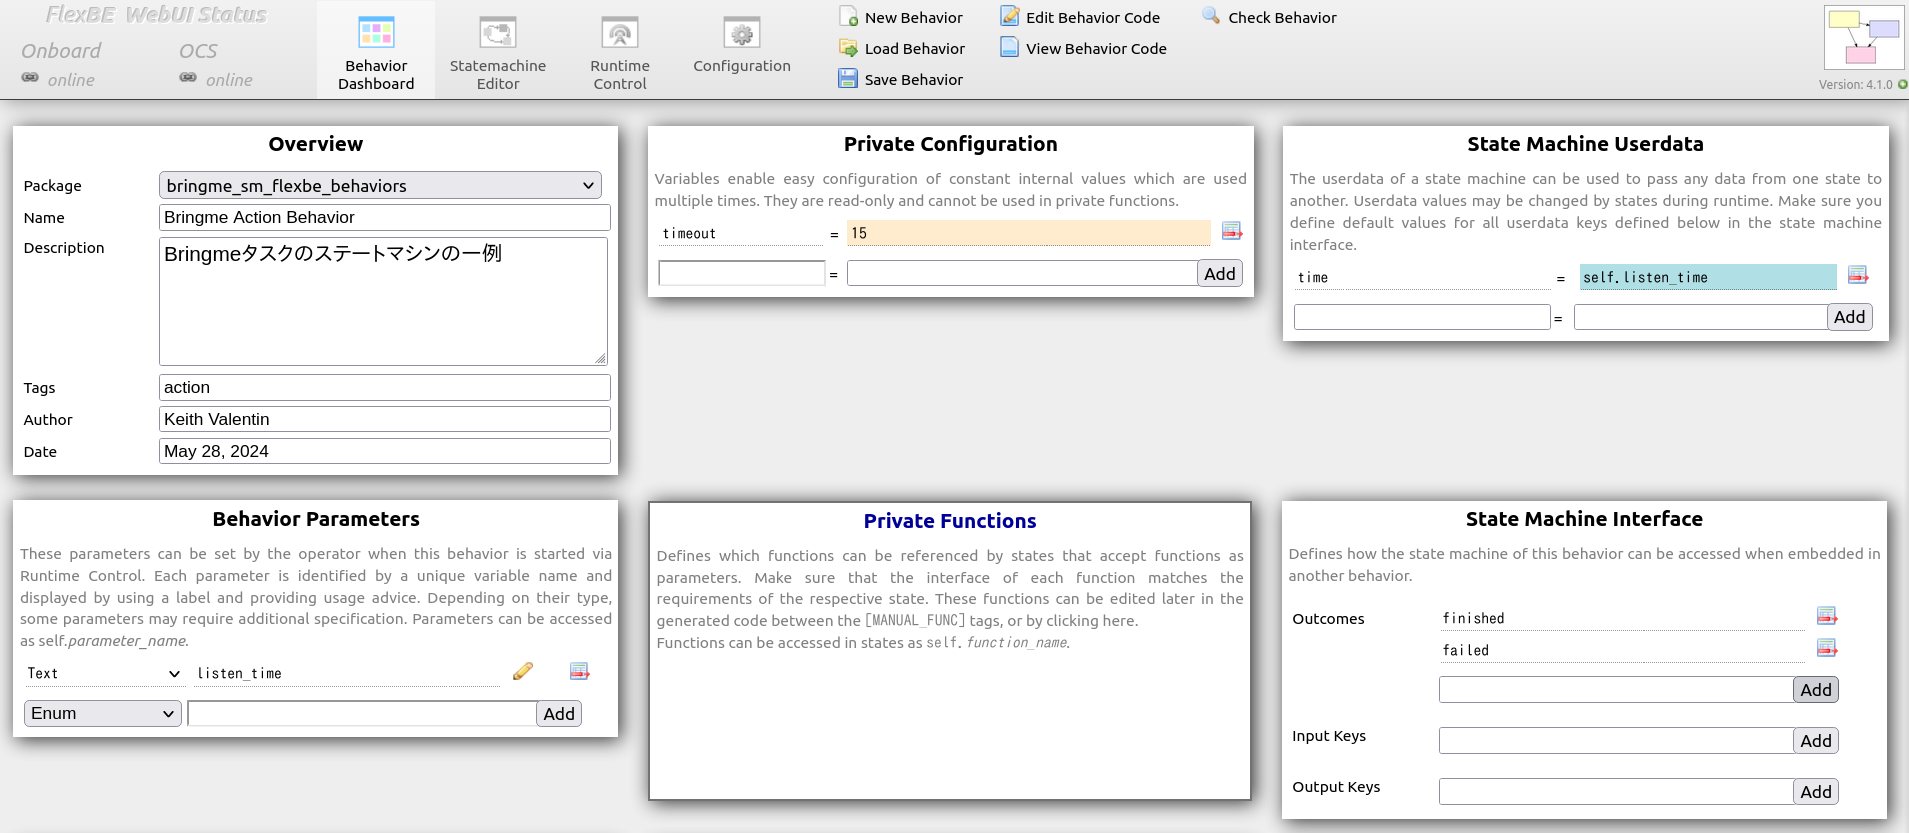 FlexBE WebUI Status
Onboard
online
OCS
online
Behavior
Dashboard
Statemachine
Editor
Runtime
Control
Configuration
New Behavior
Load Behavior
Save Behavior
Edit Behavior Code
View Behavior Code
Check Behavior
Version: 4.1.0
Overview
Package
bringme_sm_flexbe_behaviors
Name
Bringme Action Behavior
Description
Bringmeタスクのステートマシンの一例
Tags
action
Author
Keith Valentin
Date
May 28, 2024
Private Configuration
Variables enable easy configuration of constant internal values which are used
multiple times. They are read-only and cannot be used in private functions.
timeout = 15
= Add
State Machine Userdata
The userdata of a state machine can be used to pass any data from one state to
another. Userdata values may be changed by states during runtime. Make sure you
define default values for all userdata keys defined below in the state machine
interface.
time = self.listen_time
= Add
Behavior Parameters
These parameters can be set by the operator when this behavior is started via
Runtime Control. Each parameter is identified by a unique variable name and
displayed by using a label and providing usage advice. Depending on their type,
some parameters may require additional specification. Parameters can be accessed
as self.parameter_name.
Text listen_time
Enum Add
Private Functions
Defines which functions can be referenced by states that accept functions as
parameters. Make sure that the interface of each function matches the
requirements of the respective state. These functions can be edited later in the
generated code between the [MANUAL_FUNC] tags, or by clicking here.
Functions can be accessed in states as self.function_name.
State Machine Interface
Defines how the state machine of this behavior can be accessed when embedded in
another behavior.
Outcomes
finished
failed
Add
Input Keys
Add
Output Keys
Add